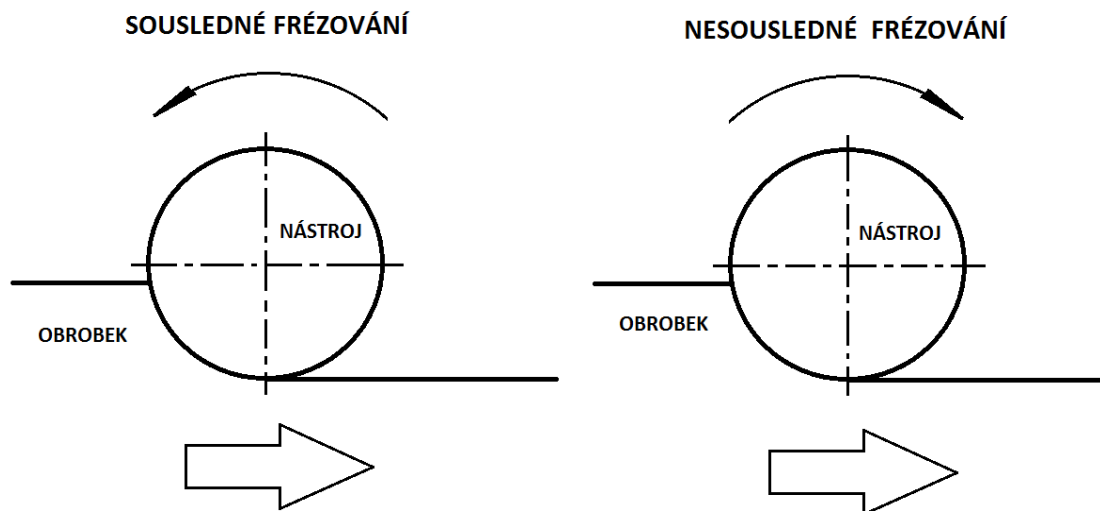 SOUSLEDNÉ FRÉZOVÁNÍ
NESOUSLEDNÉ  FRÉZOVÁNÍ
NÁSTROJ
NÁSTROJ
OBROBEK
OBROBEK